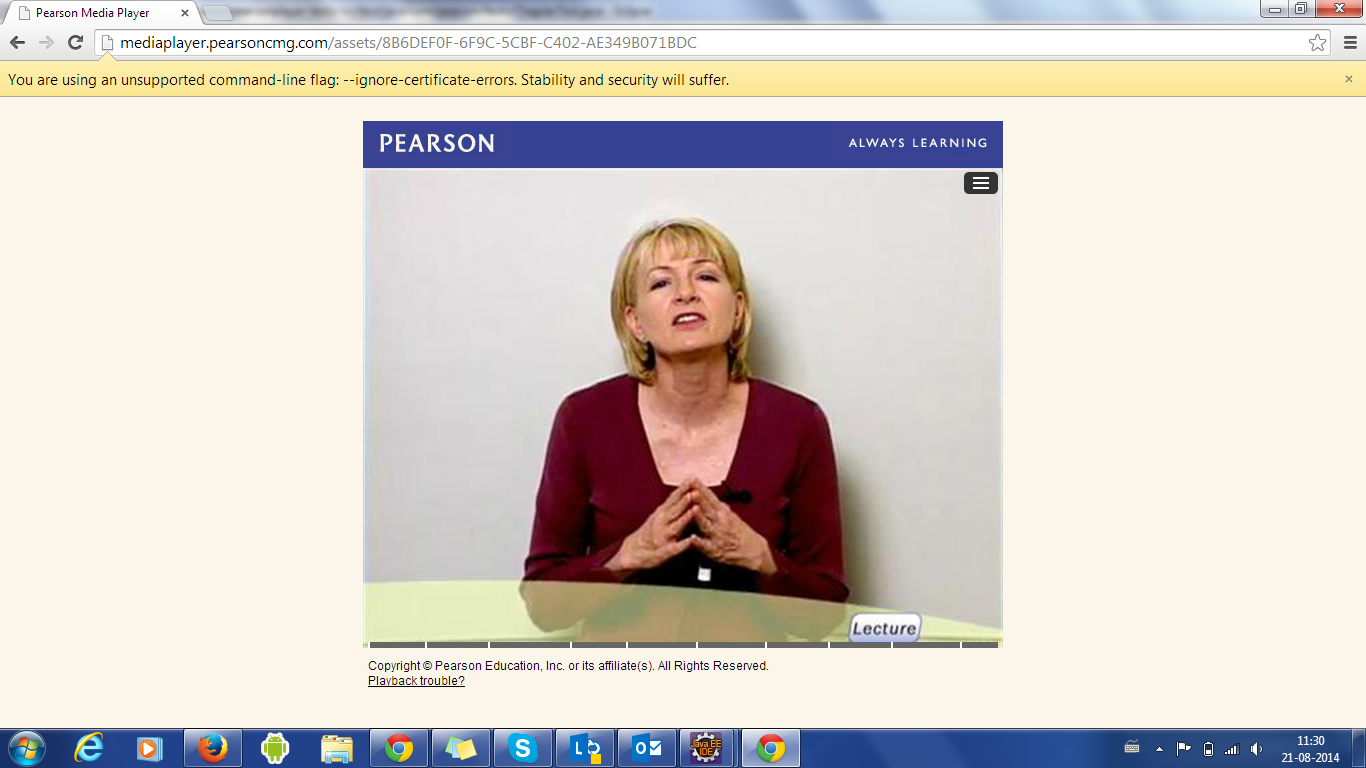 Pearson Media Player
mediaplayer.pearsoncmg.com/assets/8B6DEF0F-6F9C-5CBF-C402-AE349B071BDC
You are using an unsupported command-line flag: --ignore-certificate-errors. Stability and security will suffer.
PEARSON
ALWAYS LEARNING
Lecture
Copyright © Pearson Education, Inc. or its affiliate(s). All Rights Reserved.
Playback trouble?
Java EE
IDE
11:30
21-08-2014